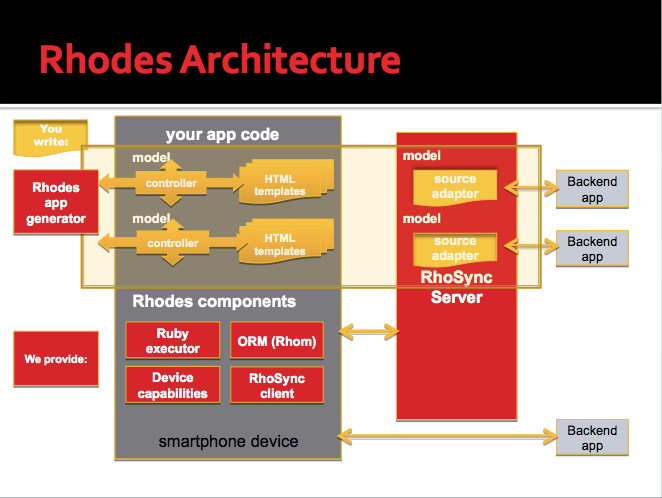 Rhodes Architecture
You
write:
Rhodes
app
generator
We provide:
your app code
model
controller
HTML
templates
model
controller
HTML
templates
Rhodes components
Ruby
executor
ORM (Rhom)
Device
capabilities
RhoSync
client
smartphone device
model
source
adapter
model
source
adapter
RhoSync
Server
Backend
app
Backend
app
Backend
app